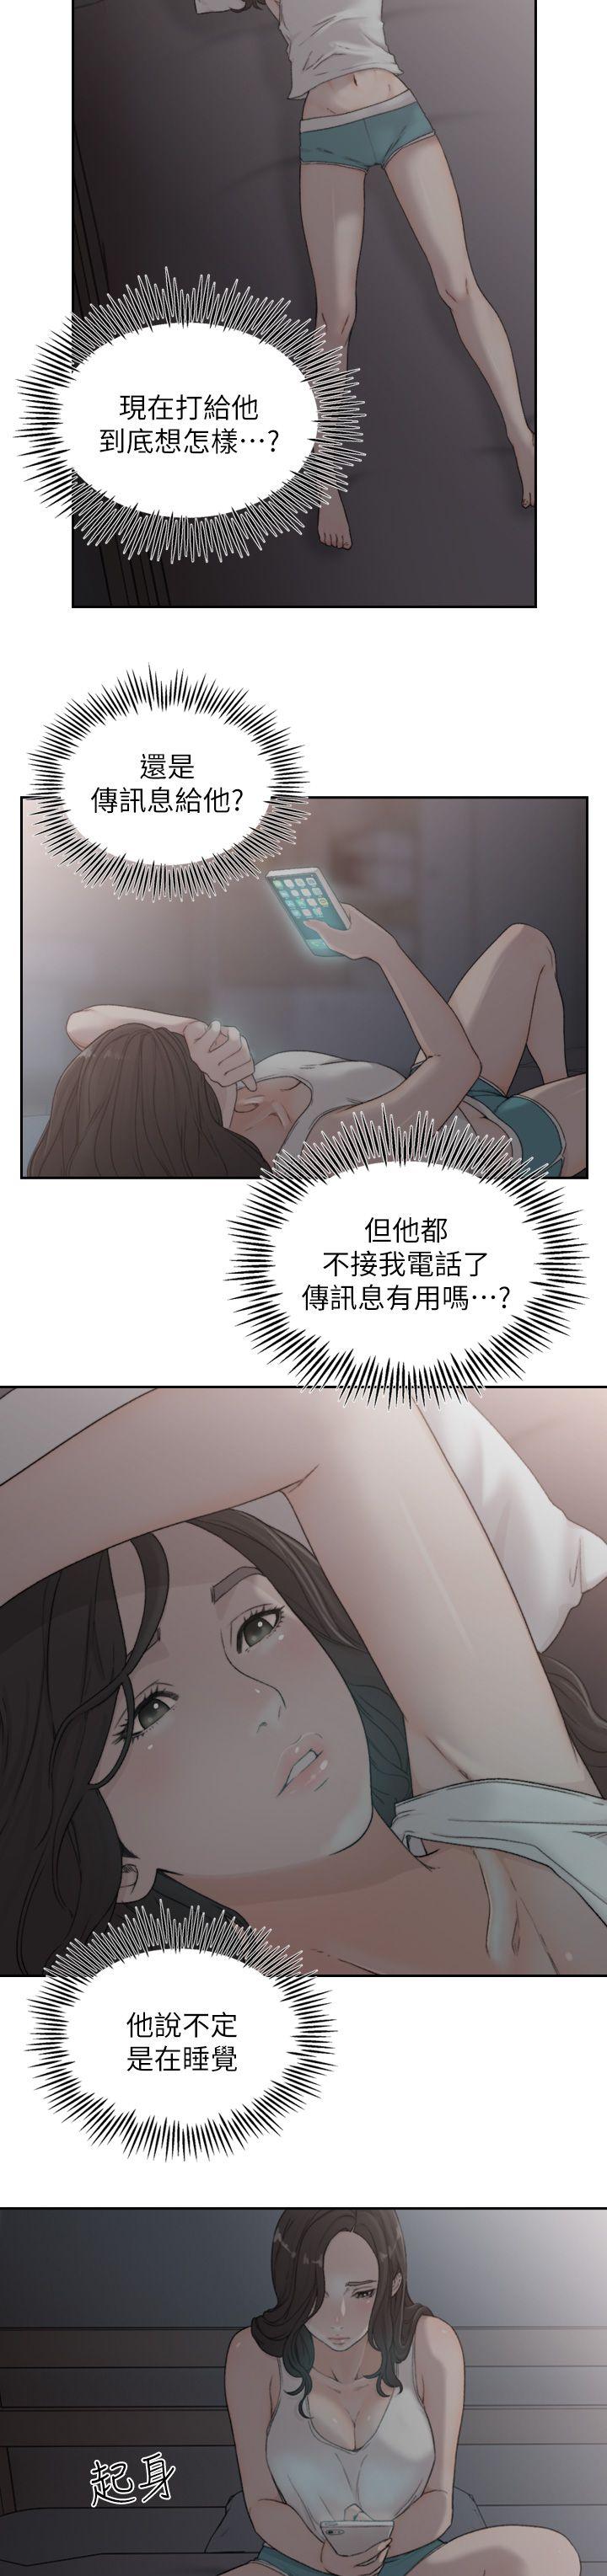 現在打給他
到底想怎樣⋯?
還是
傳訊息給他?
但他都
不接我電話了
傳訊息有用嗎⋯?
他說不定
是在睡覺
起身